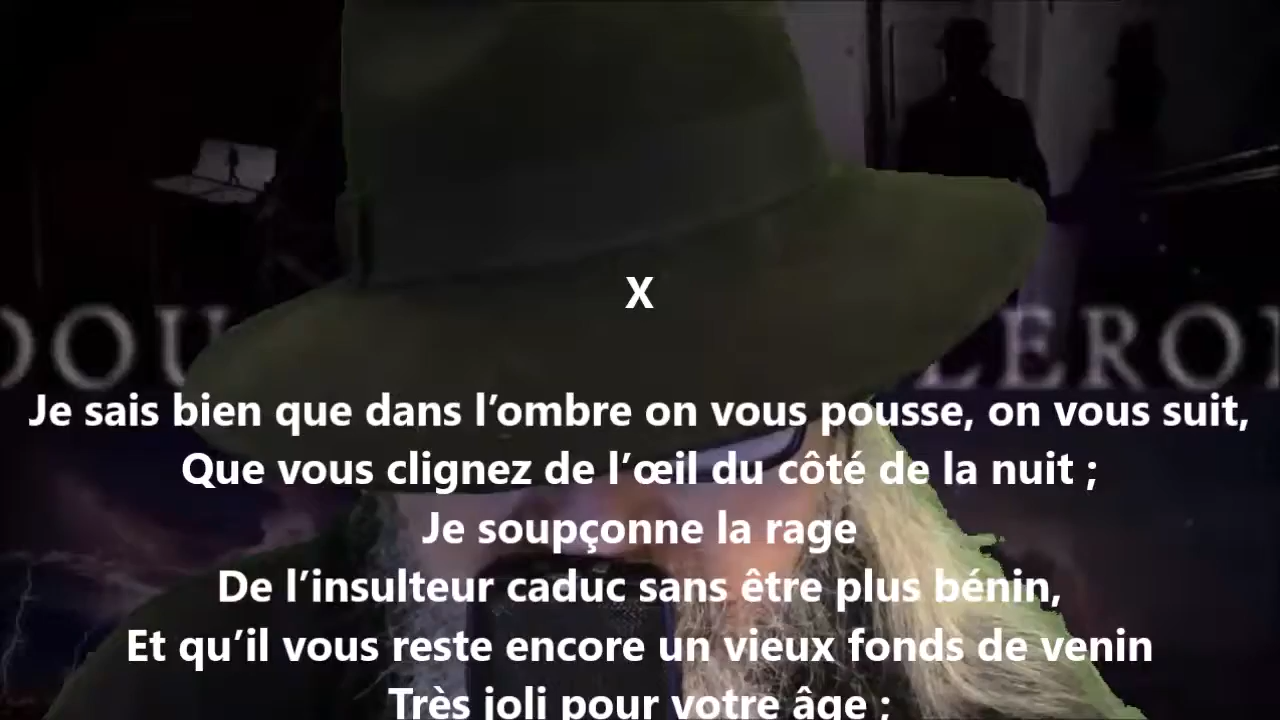 X
DOU
LERO
Je sais bien que dans l’ombre on vous pousse, on vous suit,
Que vous clignez de l’œil du côté de la nuit ;
Je soupçonne la rage
De l’insulteur caduc sans être plus bénin,
Et qu’il vous reste encore un vieux fonds de venin
Très joli pour votre âge ;